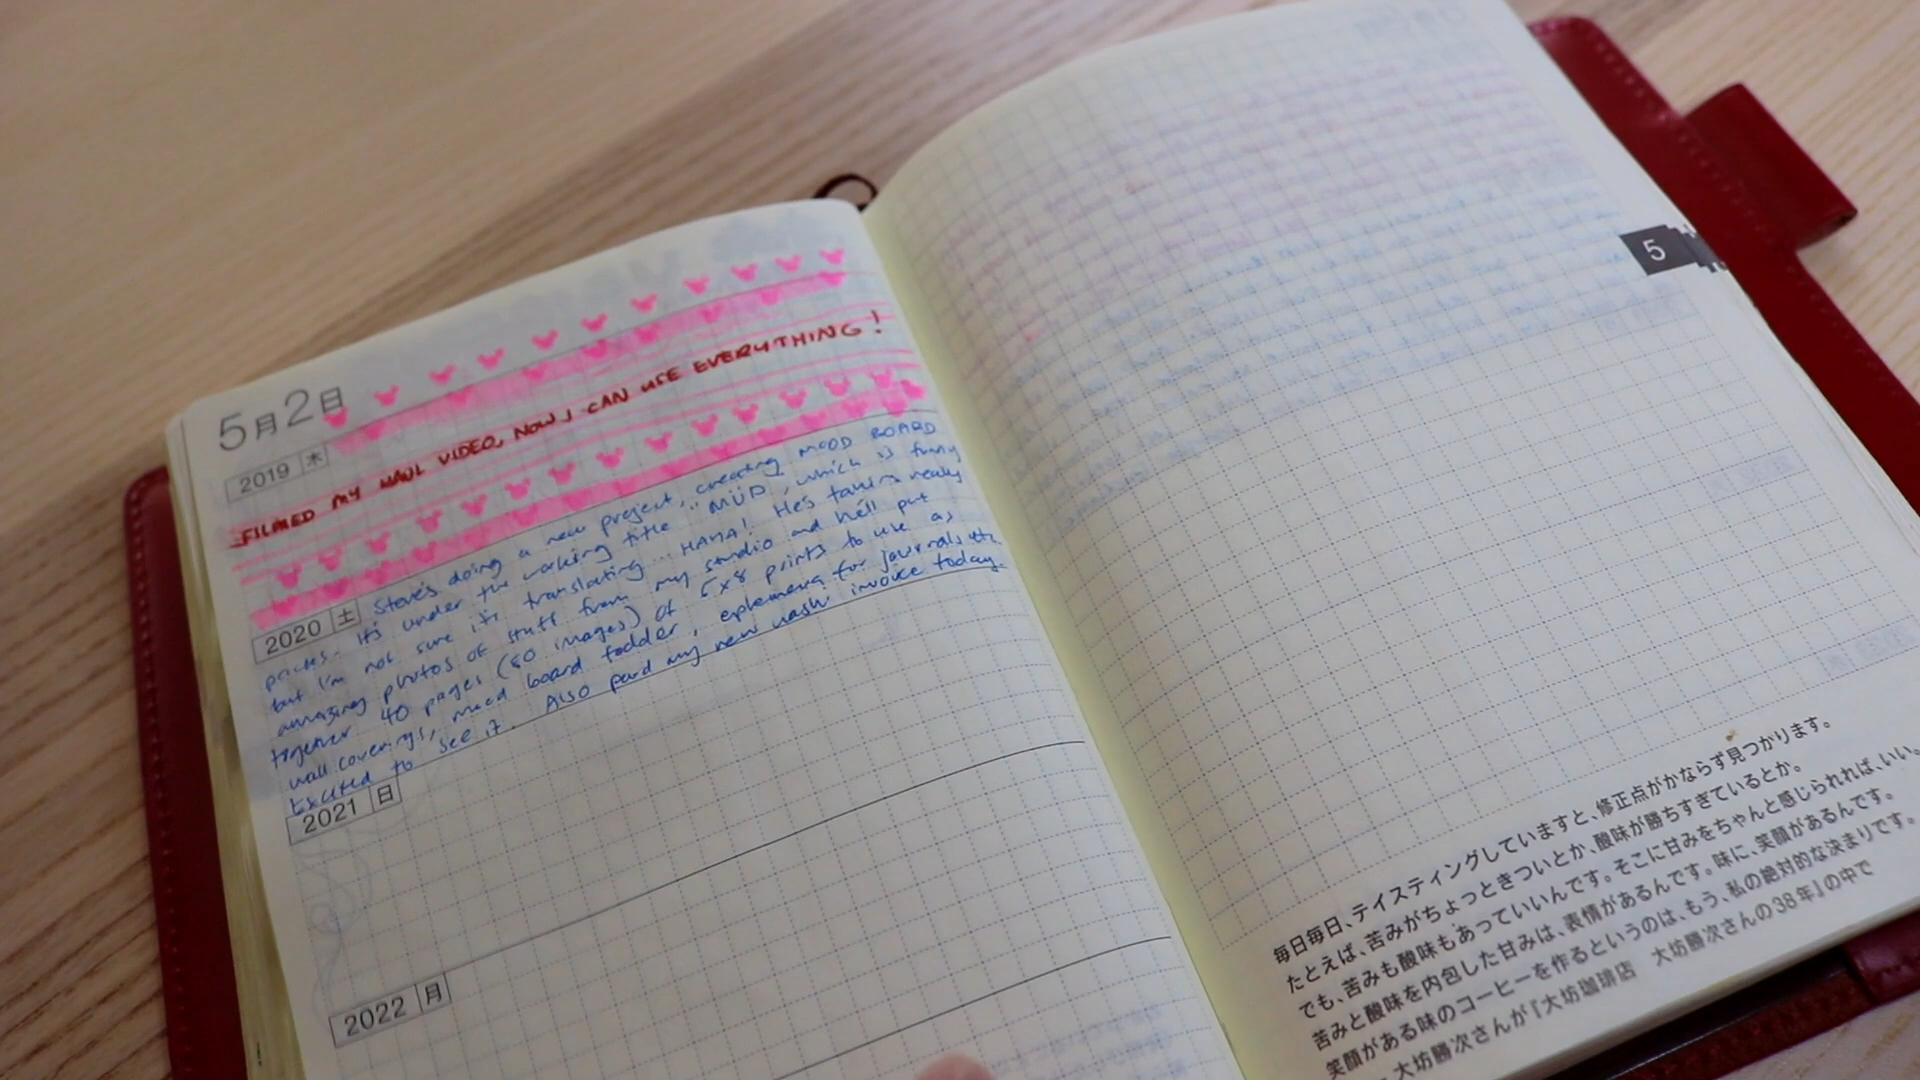 5月2日
2019 木
FILMED MY HAUL VIDEO, NOW I CAN USE EVERYTHING!
2020 土
Steve's doing a new project, creating MOOD BOARD
packs. It's under the working title "MÜD", which is funny
but I'm not sure it's translating... HAHA! He's taken really
amazing photos of stuff from my studio and he'll put
together 40 pages (80 images) of 5x8 prints to use as
wall coverings, mood board fodder, ephemera for journals etc.
Excited to see it. Also paid my new washi invoice today.
2021 日
2022 月
5
毎日毎日、テイスティングしていますと、修正点がかならず見つかります。
たとえば、苦みがちょっときついとか、酸味が勝ちすぎているとか。
でも、苦みも酸味もあっていいんです。そこに甘みをちゃんと感じられれば、いい。
苦みと酸味を内包した甘みは、表情があるんです。味に、笑顔があるんです。
笑顔がある味のコーヒーを作るというのは、もう、私の絶対的な決まりです。
大坊勝次さんが『大坊珈琲店 大坊勝次さんの38年』の中で